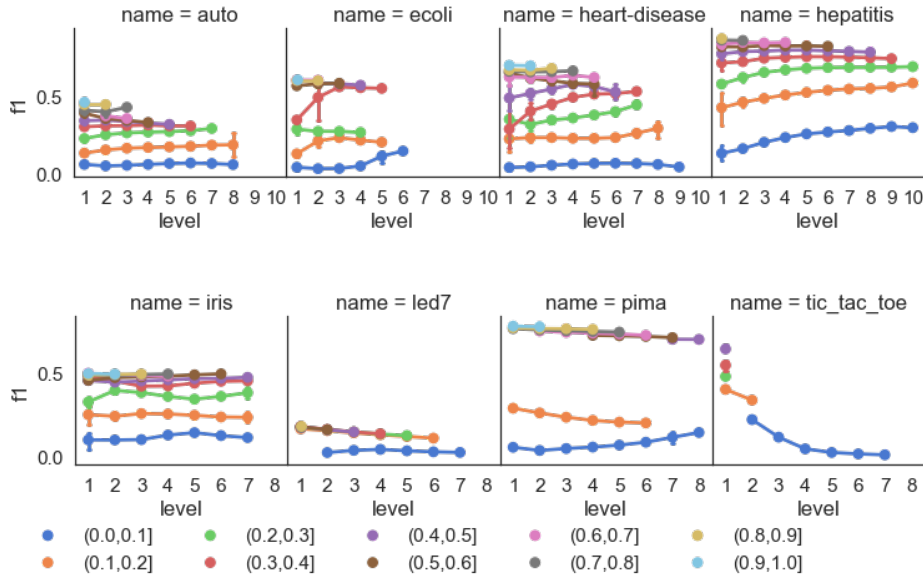 name = auto name = ecoli name = heart-disease name = hepatitis
f1
0.5
0.0
1 2 3 4 5 6 7 8 9 10 1 2 3 4 5 6 7 8 9 10 1 2 3 4 5 6 7 8 9 10 1 2 3 4 5 6 7 8 9 10
level level level level
name = iris name = led7 name = pima name = tic_tac_toe
f1
0.5
0.0
1 2 3 4 5 6 7 8 1 2 3 4 5 6 7 8 1 2 3 4 5 6 7 8 1 2 3 4 5 6 7 8
level level level level
(0.0,0.1] (0.2,0.3] (0.4,0.5] (0.6,0.7] (0.8,0.9]
(0.1,0.2] (0.3,0.4] (0.5,0.6] (0.7,0.8] (0.9,1.0]